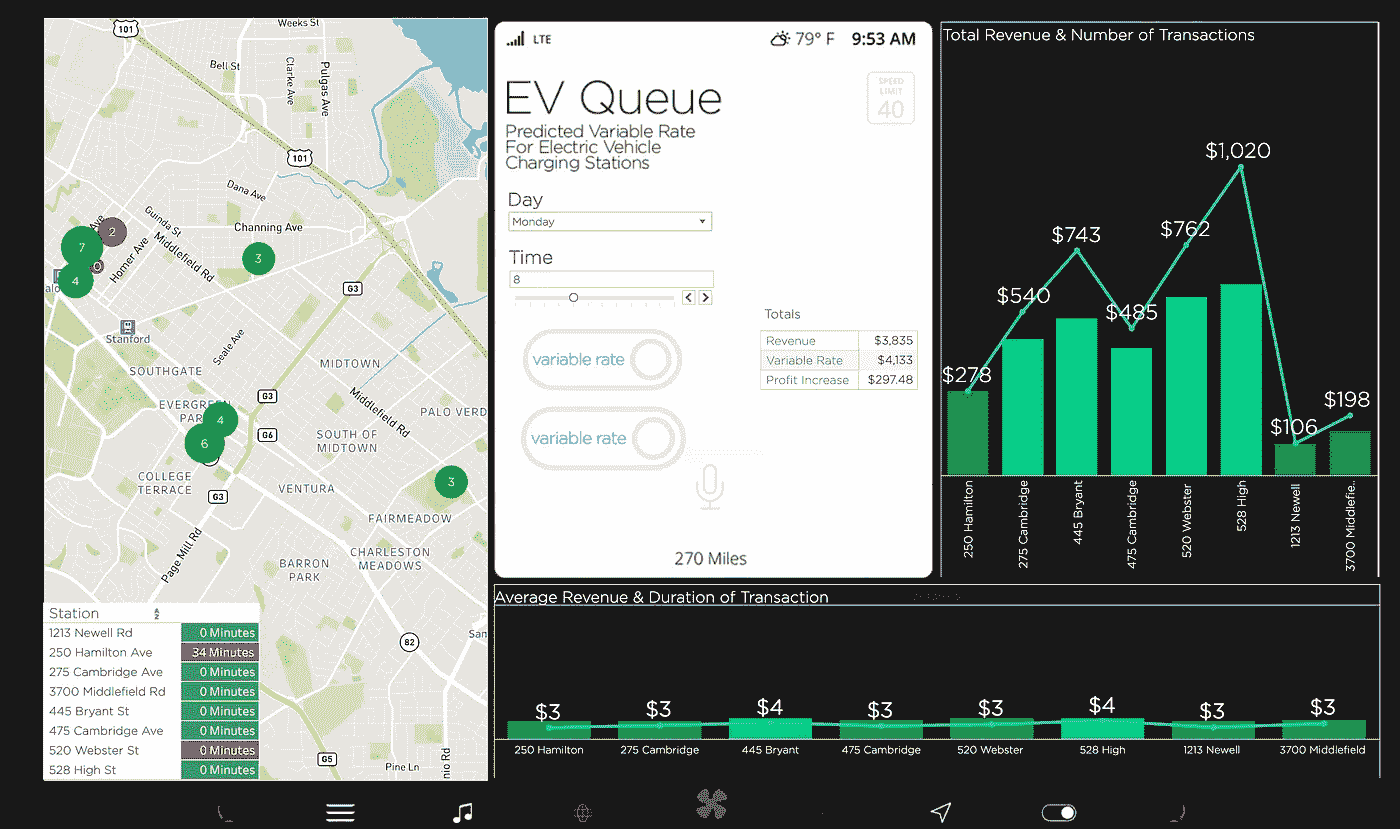 101
Weeks St
Bell St
Clarke Ave
Pulgas Ave
101
Dana Ave
Guinda St
Channing Ave
Ave
2
7
Middlefield Rd
Homer Ave
3
4
G3
Stanford
Seale Ave
MIDTOWN
SOUTHGATE
G3
Middlefield Rd
EVERGREEN
PARK
4
PALO VERD
6
G6
SOUTH OF
MIDTOWN
COLLEGE
TERRACE
VENTURA
3
G3
FAIRMEADOW
Page Mill Rd
BARRON
PARK
CHARLESTON
MEADOWS
82
San
G5
Pine Ln
nio Rd
Station
1213 Newell Rd 0 Minutes
250 Hamilton Ave 34 Minutes
275 Cambridge Ave 0 Minutes
3700 Middlefield Rd 0 Minutes
445 Bryant St 0 Minutes
475 Cambridge Ave 0 Minutes
520 Webster St 0 Minutes
528 High St 0 Minutes
LTE 79° F 9:53 AM
EV Queue
SPEED
LIMIT
40
Predicted Variable Rate
For Electric Vehicle
Charging Stations
Day
Monday
Time
8
variable rate
variable rate
Totals
Revenue $3,835
Variable Rate $4,133
Profit Increase $297.48
270 Miles
Total Revenue & Number of Transactions
$278 $540 $743 $485 $762 $1,020 $106 $198
250 Hamilton
275 Cambridge
445 Bryant
475 Cambridge
520 Webster
528 High
1213 Newell
3700 Middlefie..
Average Revenue & Duration of Transaction
$3 $3 $4 $3 $3 $4 $3 $3
250 Hamilton 275 Cambridge 445 Bryant 475 Cambridge 520 Webster 528 High 1213 Newell 3700 Middlefield